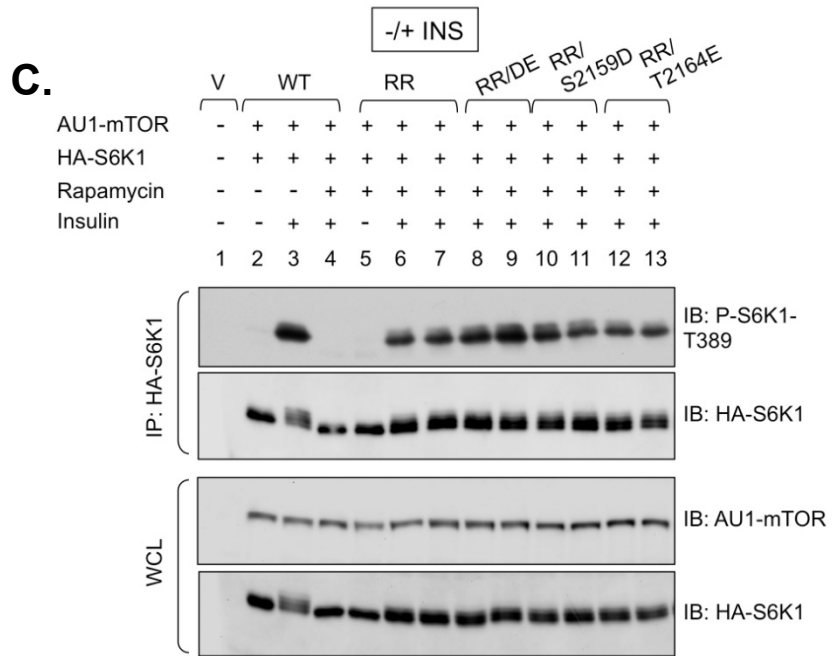 -/+ INS
C.
V WT RR RR/DE RR/S2159D RR/T2164E
AU1-mTOR - + + + + + + + + + + + +
HA-S6K1 - + + + + + + + + + + + +
Rapamycin - - - + + + + + + + + + +
Insulin - - + + - + + + + + + + +
1 2 3 4 5 6 7 8 9 10 11 12 13
IP: HA-S6K1
IB: P-S6K1-
T389
IB: HA-S6K1
WCL
IB: AU1-mTOR
IB: HA-S6K1